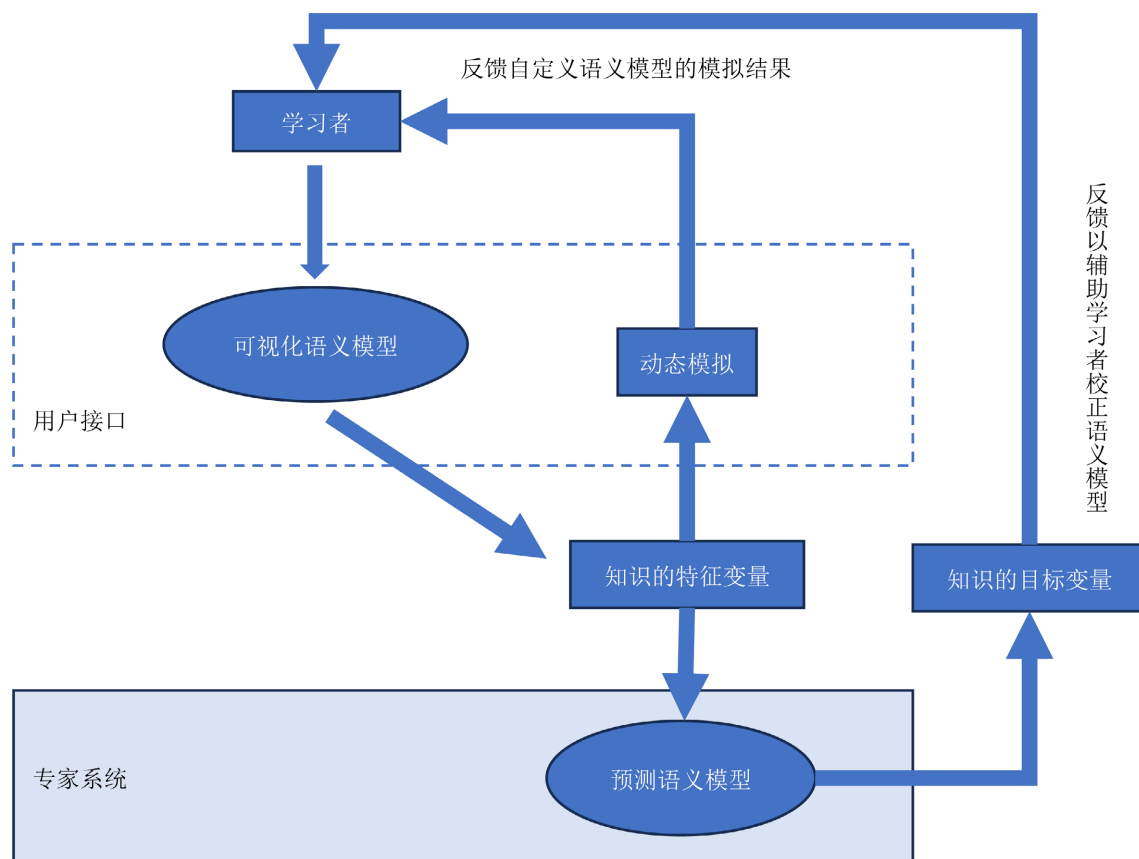 反馈自定义语义模型的模拟结果
学习者
反馈以辅助学习者校正语义模型
可视化语义模型
动态模拟
用户接口
知识的特征变量
知识的目标变量
专家系统
预测语义模型